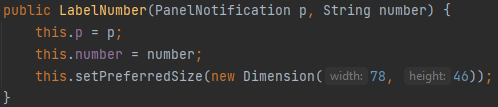 public LabelNumber(PanelNotification p, String number) {
this.p = p;
this.number = number;
this.setPreferredSize(new Dimension( width: 78, height: 46));
}